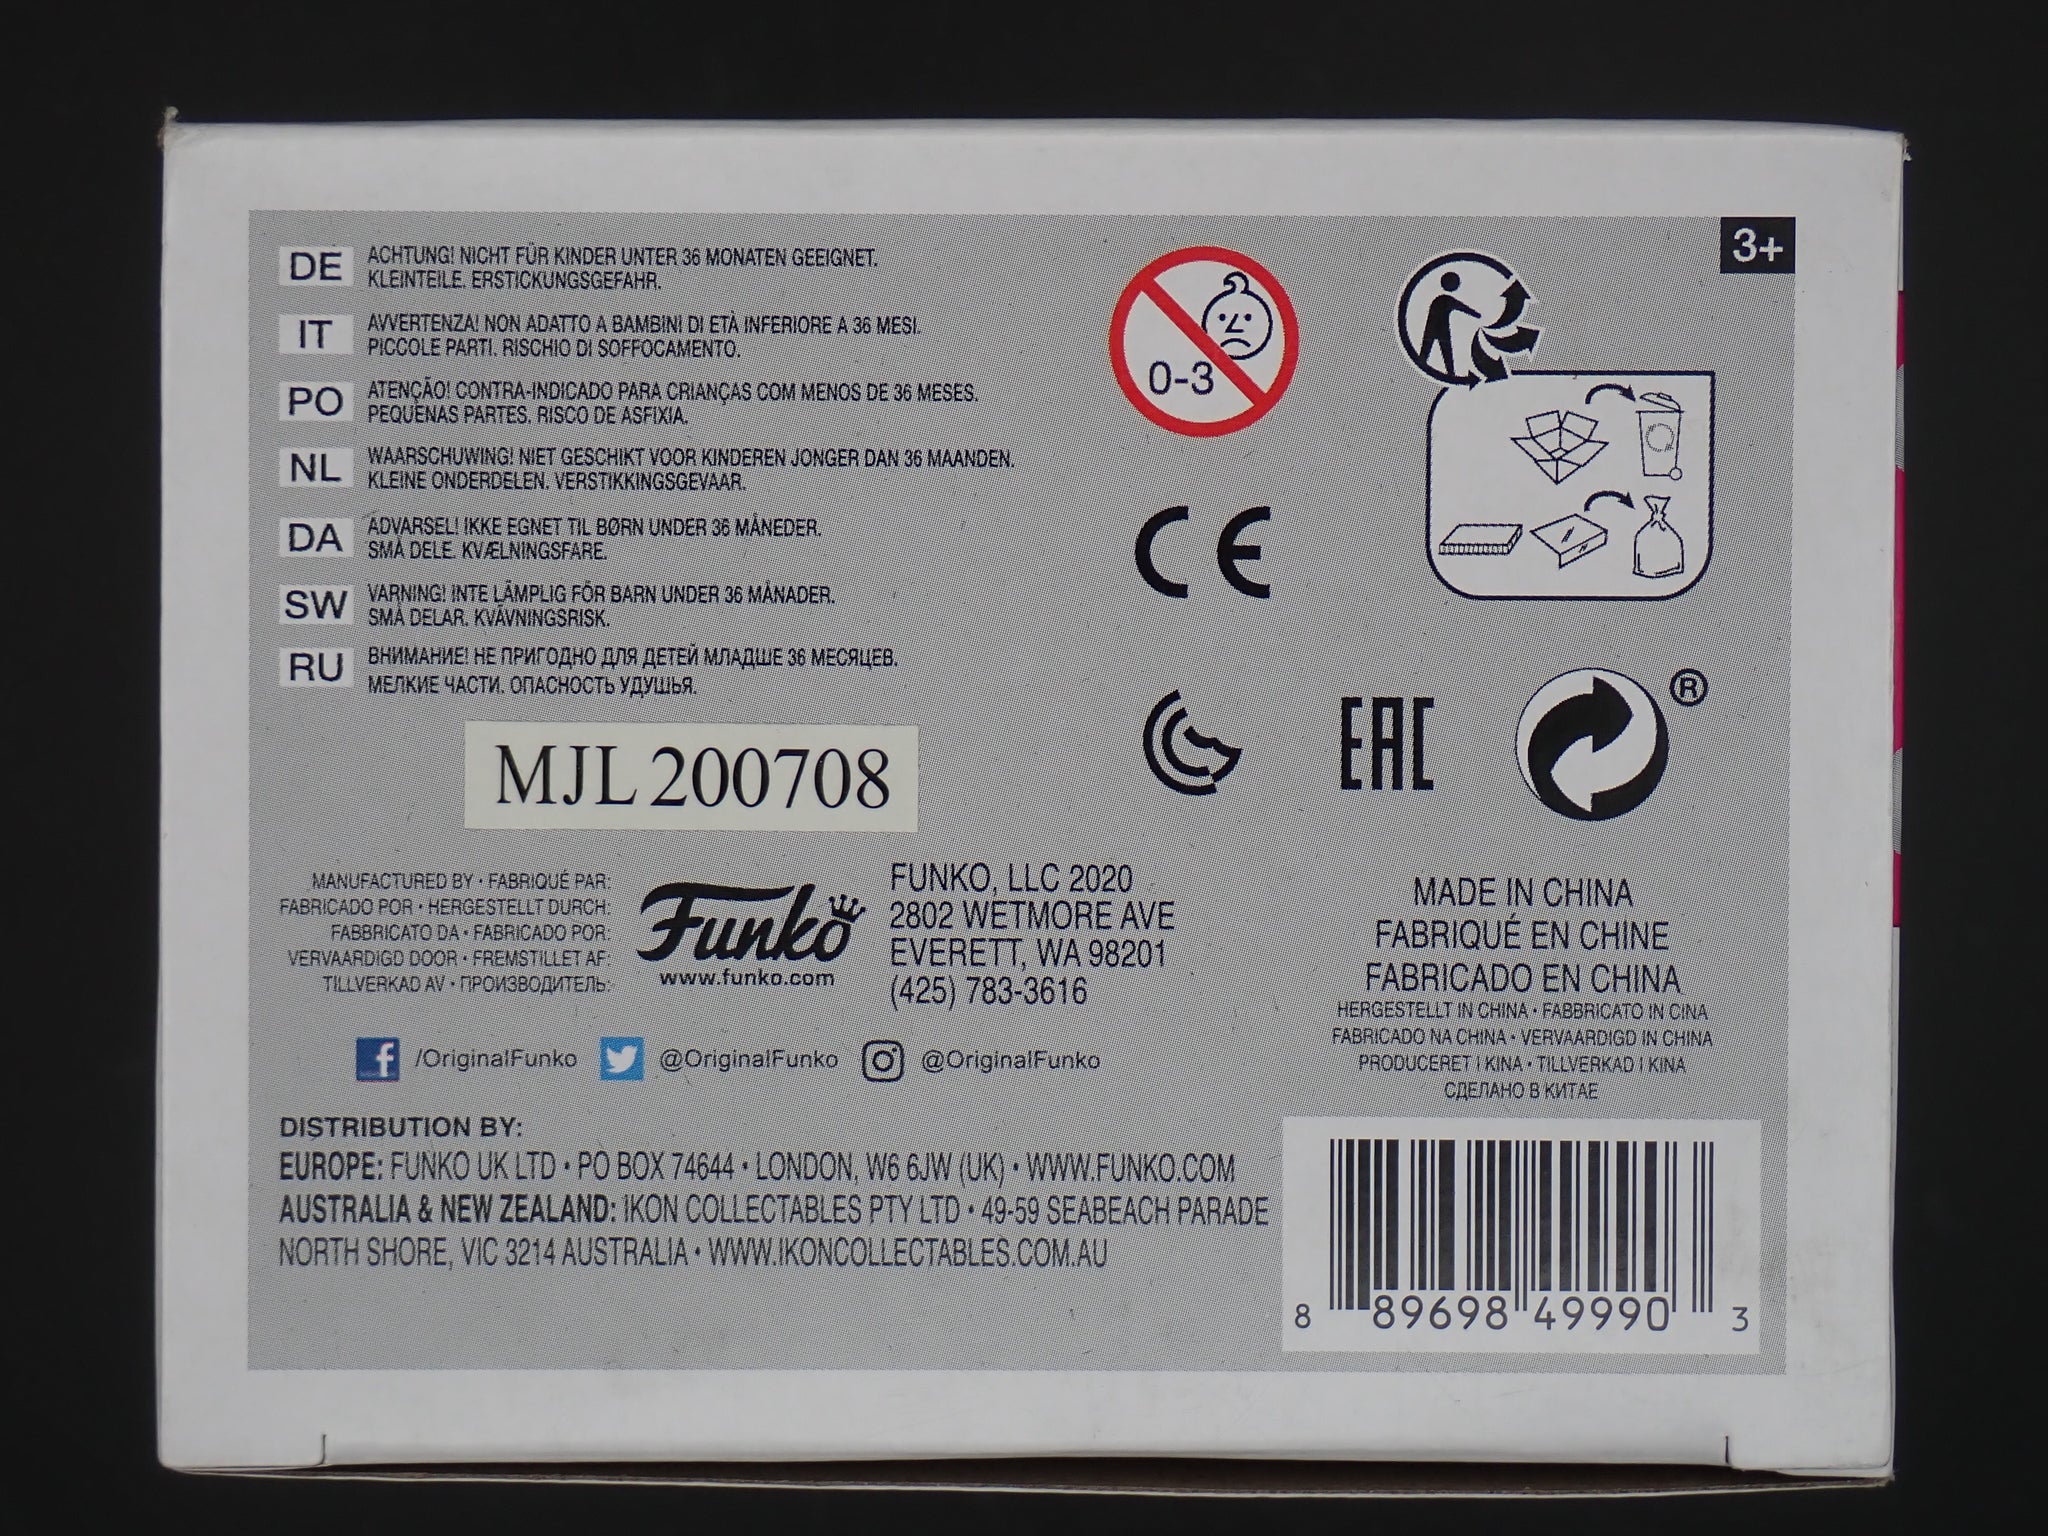 3+
DE
ACHTUNG! NICHT FÜR KINDER UNTER 36 MONATEN GEEIGNET.
KLEINTEILE. ERSTICKUNGSGEFAHR.
IT
AVVERTENZA! NON ADATTO A BAMBINI DI ETÀ INFERIORE A 36 MESI.
PICCOLE PARTI. RISCHIO DI SOFFOCAMENTO.
PO
ATENÇÃO! CONTRA-INDICADO PARA CRIANÇAS COM MENOS DE 36 MESES.
PEQUENAS PARTES. RISCO DE ASFIXIA.
NL
WAARSCHUWING! NIET GESCHIKT VOOR KINDEREN JONGER DAN 36 MAANDEN.
KLEINE ONDERDELEN. VERSTIKKINGSGEVAAR.
DA
ADVARSEL! IKKE EGNET TIL BØRN UNDER 36 MÅNEDER.
SMÅ DELE. KVÆLNINGSFARE.
SW
VARNING! INTE LÄMPLIG FÖR BARN UNDER 36 MÅNADER.
SMÅ DELAR. KVÄVNINGSRISK.
RU
ВНИМАНИЕ! НЕ ПРИГОДНО ДЛЯ ДЕТЕЙ МЛАДШЕ 36 МЕСЯЦЕВ.
МЕЛКИЕ ЧАСТИ. ОПАСНОСТЬ УДУШЬЯ.
0-3
CE
EAC
®
MJL 200708
MANUFACTURED BY • FABRIQUÉ PAR:
FABRICADO POR • HERGESTELLT DURCH:
FABBRICATO DA • FABRICADO POR:
VERVAARDIGD DOOR • FREMSTILLET AF:
TILLVERKAD AV • ПРОИЗВОДИТЕЛЬ:
Funko
www.funko.com
FUNKO, LLC 2020
2802 WETMORE AVE
EVERETT, WA 98201
(425) 783-3616
MADE IN CHINA
FABRIQUÉ EN CHINE
FABRICADO EN CHINA
HERGESTELLT IN CHINA • FABBRICATO IN CINA
FABRICADO NA CHINA • VERVAARDIGD IN CHINA
PRODUCERET I KINA • TILLVERKAD I KINA
СДЕЛАНО В КИТАЕ
f /OriginalFunko @OriginalFunko @OriginalFunko
DISTRIBUTION BY:
EUROPE: FUNKO UK LTD • PO BOX 74644 • LONDON, W6 6JW (UK) • WWW.FUNKO.COM
AUSTRALIA & NEW ZEALAND: IKON COLLECTABLES PTY LTD • 49-59 SEABEACH PARADE
NORTH SHORE, VIC 3214 AUSTRALIA • WWW.IKONCOLLECTABLES.COM.AU
8 89698 49990 3